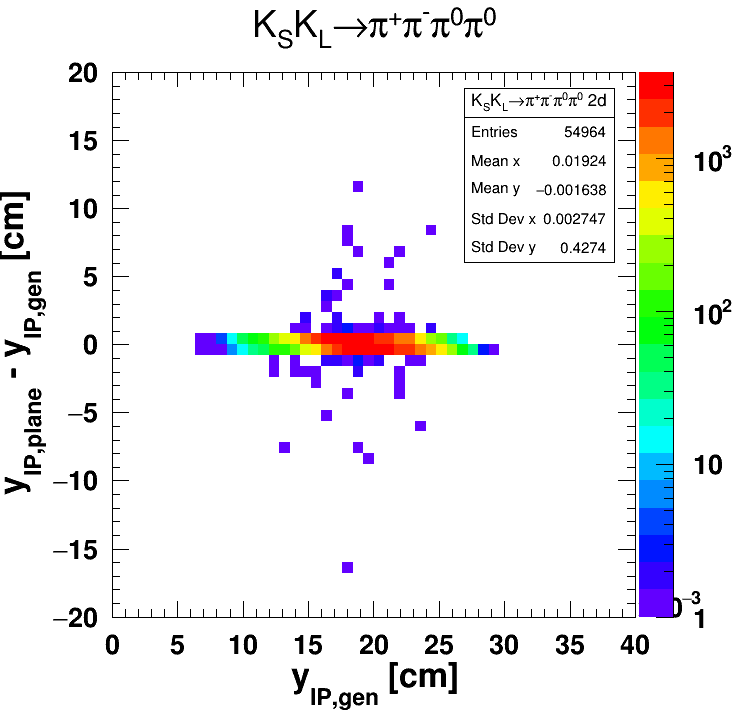 K_SK_L→π⁺π⁻π⁰π⁰
K_SK_L→π⁺π⁻π⁰π⁰ 2d
Entries 54964
Mean x 0.01924
Mean y −0.001638
Std Dev x 0.002747
Std Dev y 0.4274
y_IP,plane - y_IP,gen [cm]
20
15
10
5
0
−5
−10
−15
−20
0 5 10 15 20 25 30 35 40
y_IP,gen [cm]
10³
10²
10
1